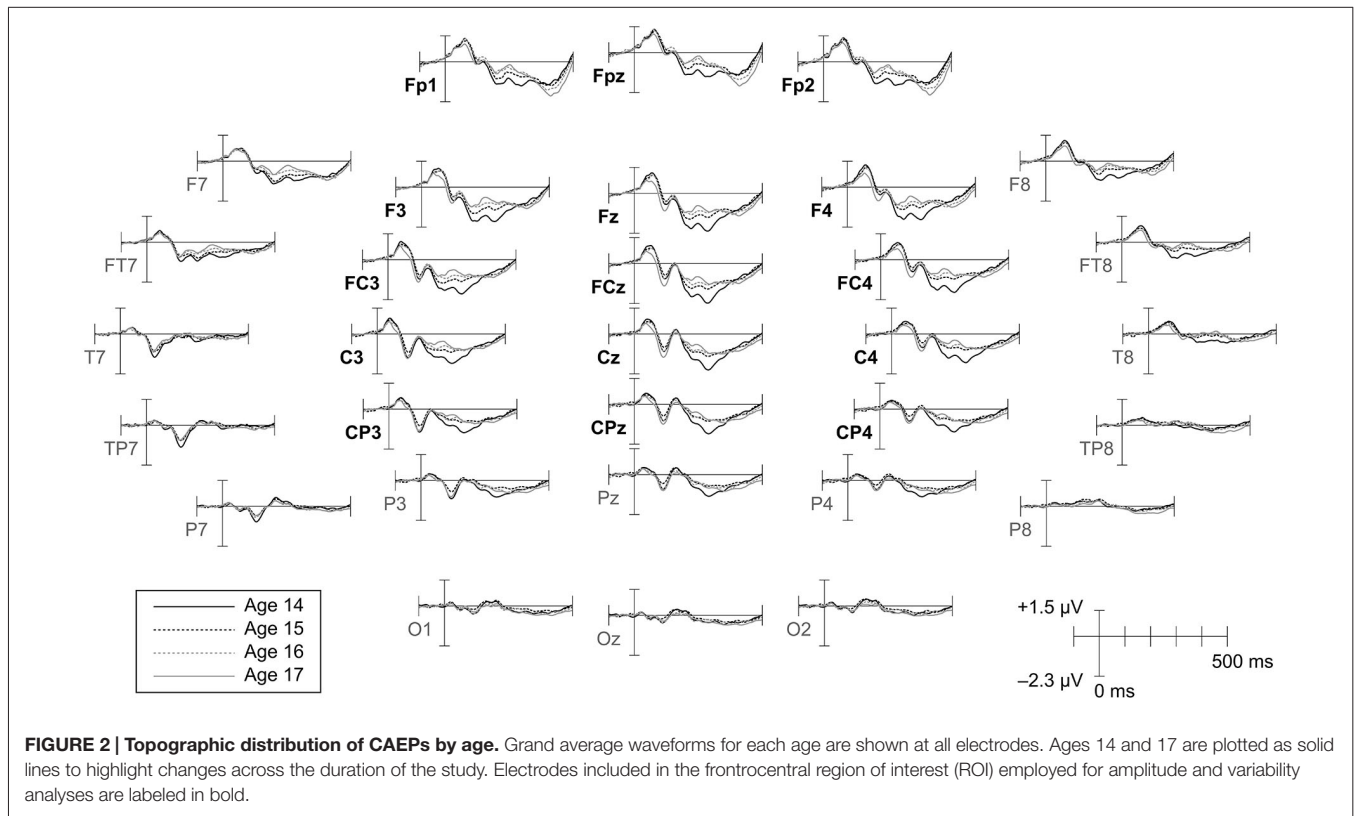 Fp1
Fpz
Fp2
F7
F3
Fz
F4
F8
FT7
FC3
FCz
FC4
FT8
T7
C3
Cz
C4
T8
TP7
CP3
CPz
CP4
TP8
P7
P3
Pz
P4
P8
O1
Oz
O2
Age 14
Age 15
Age 16
Age 17
+1.5 µV
500 ms
–2.3 µV
0 ms
FIGURE 2 | Topographic distribution of CAEPs by age. Grand average waveforms for each age are shown at all electrodes. Ages 14 and 17 are plotted as solid
lines to highlight changes across the duration of the study. Electrodes included in the frontrocentral region of interest (ROI) employed for amplitude and variability
analyses are labeled in bold.